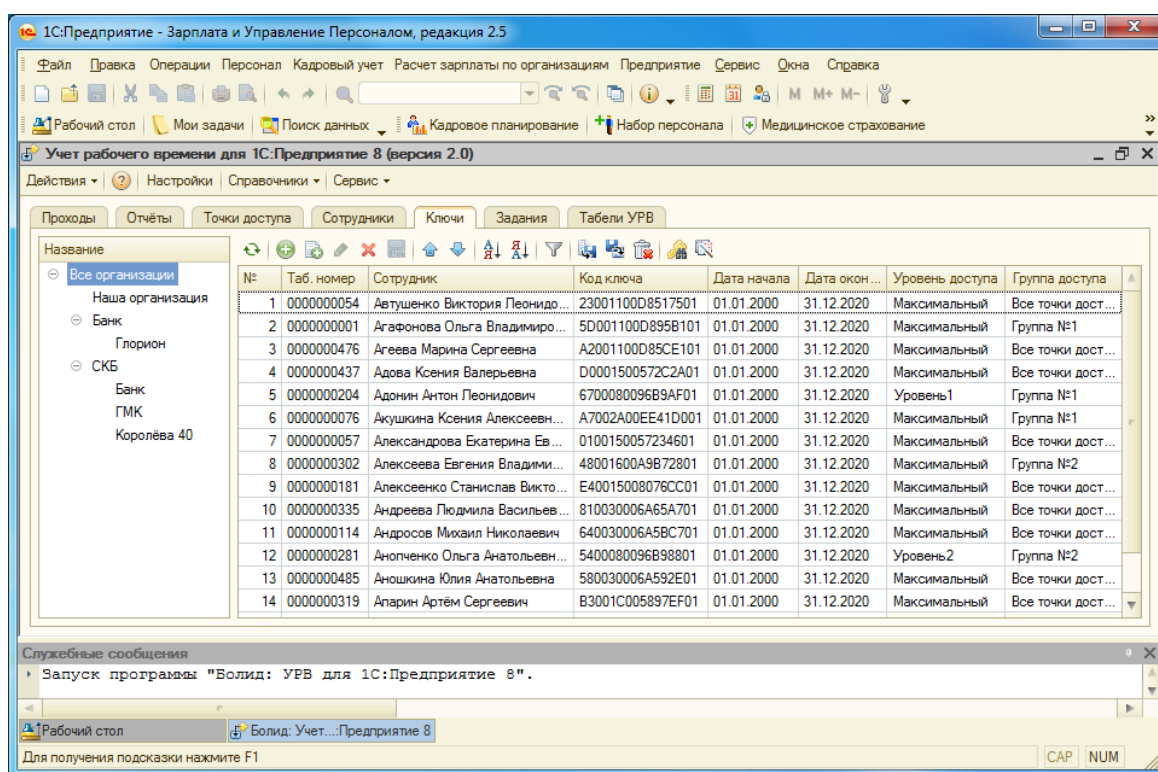 1С:Предприятие - Зарплата и Управление Персоналом, редакция 2.5
Файл Правка Операции Персонал Кадровый учет Расчет зарплаты по организациям Предприятие Сервис Окна Справка
M M+ M-
Рабочий стол Мои задачи Поиск данных Кадровое планирование Набор персонала Медицинское страхование
Учет рабочего времени для 1С:Предприятие 8 (версия 2.0)
Действия Настройки Справочники Сервис
Проходы Отчёты Точки доступа Сотрудники Ключи Задания Табели УРВ
Название
Все организации
Наша организация
Банк
Глорион
СКБ
Банк
ГМК
Королёва 40
№ Таб. номер Сотрудник Код ключа Дата начала Дата окон... Уровень доступа Группа доступа
1 0000000054 Автушенко Виктория Леонидо... 23001100D8517501 01.01.2000 31.12.2020 Максимальный Все точки дост...
2 0000000001 Агафонова Ольга Владимиро... 5D001100D895B101 01.01.2000 31.12.2020 Максимальный Группа №1
3 0000000476 Агеева Марина Сергеевна A2001100D85CE101 01.01.2000 31.12.2020 Максимальный Все точки дост...
4 0000000437 Адова Ксения Валерьевна D0001500572C2A01 01.01.2000 31.12.2020 Максимальный Все точки дост...
5 0000000204 Адонин Антон Леонидович 6700080096B9AF01 01.01.2000 31.12.2020 Уровень1 Группа №1
6 0000000076 Акушкина Ксения Алексеевн... A7002A00EE41D001 01.01.2000 31.12.2020 Максимальный Группа №1
7 0000000057 Александрова Екатерина Ев... 0100150057234601 01.01.2000 31.12.2020 Максимальный Все точки дост...
8 0000000302 Алексеева Евгения Владими... 48001600A9B72801 01.01.2000 31.12.2020 Максимальный Группа №2
9 0000000181 Алексеенко Станислав Викто... E40015008076CC01 01.01.2000 31.12.2020 Максимальный Все точки дост...
10 0000000335 Андреева Людмила Васильев... 810030006A65A701 01.01.2000 31.12.2020 Максимальный Все точки дост...
11 0000000114 Андросов Михаил Николаевич 640030006A5BC701 01.01.2000 31.12.2020 Максимальный Все точки дост...
12 0000000281 Анопченко Ольга Анатольевн... 5400080096B98801 01.01.2000 31.12.2020 Уровень2 Группа №2
13 0000000485 Аношкина Юлия Анатольевна 580030006A592E01 01.01.2000 31.12.2020 Максимальный Все точки дост...
14 0000000319 Апарин Артём Сергеевич B3001C005897EF01 01.01.2000 31.12.2020 Максимальный Все точки дост...
Служебные сообщения
Запуск программы "Болид: УРВ для 1С:Предприятие 8".
Рабочий стол Болид: Учет...:Предприятие 8
Для получения подсказки нажмите F1 CAP NUM